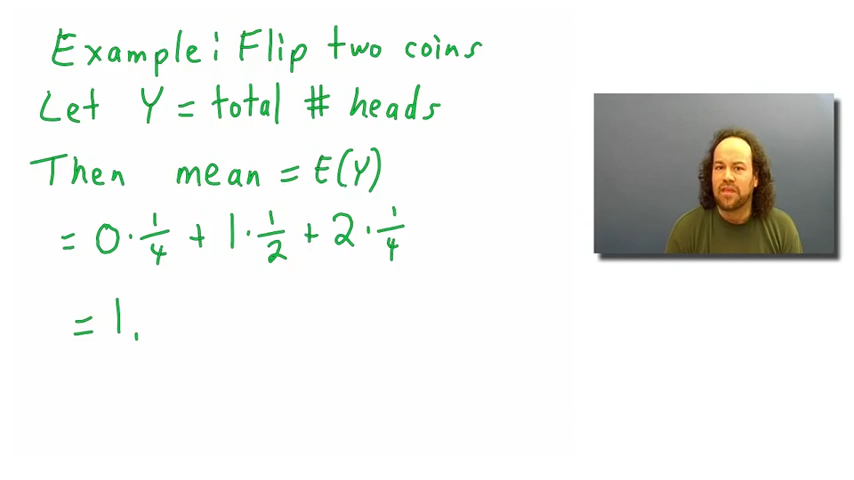 Example: Flip two coins
Let Y = total # heads
Then mean = E(Y)
= 0 · 1/4 + 1 · 1/2 + 2 · 1/4
= 1.